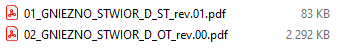 01_GNIEZNO_STWIOR_D_ST_rev.01.pdf 83 KB
02_GNIEZNO_STWIOR_D_OT_rev.00.pdf 2 292 KB